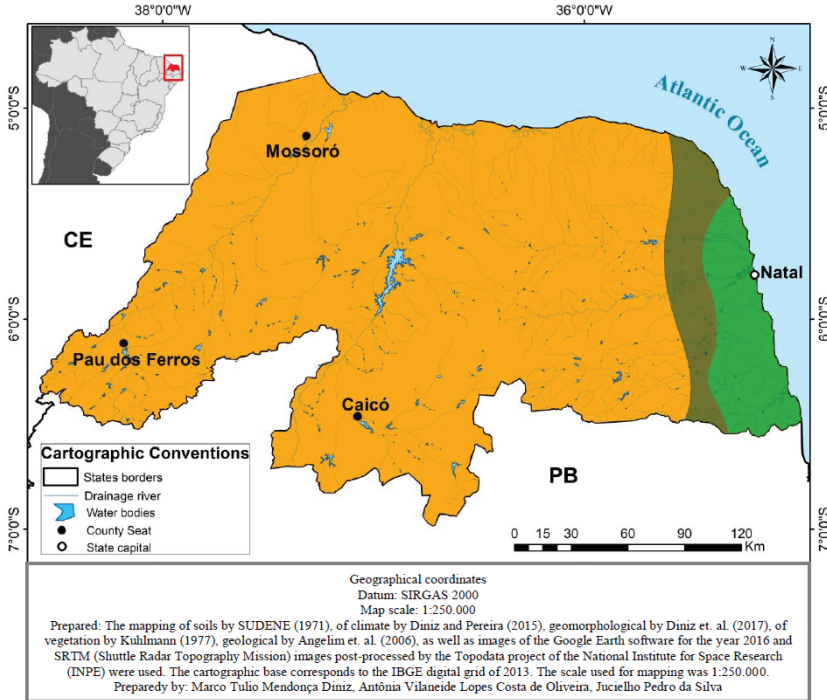 38°0'0"W
36°0'0"W
N
W
E
S
Atlantic Ocean
5°0'0"S
5°0'0"S
Mossoró
CE
Natal
6°0'0"S
6°0'0"S
Pau dos Ferros
Caicó
Cartographic Conventions
States borders
Drainage river
Water bodies
County Seat
State capital
PB
7°0'0"S
7°0'0"S
0 15 30 60 90 120
Km
Geographical coordinates
Datum: SIRGAS 2000
Map scale: 1:250.000
Prepared: The mapping of soils by SUDENE (1971), of climate by Diniz and Pereira (2015), geomorphological by Diniz et. al. (2017), of
vegetation by Kuhlmann (1977), geological by Angelim et. al. (2006), as well as images of the Google Earth software for the year 2016 and
SRTM (Shuttle Radar Topography Mission) images post-processed by the Topodata project of the National Institute for Space Research
(INPE) were used. The cartographic base corresponds to the IBGE digital grid of 2013. The scale used for mapping was 1:250.000.
Preparedy by: Marco Tulio Mendonça Diniz, Antônia Vilaneide Lopes Costa de Oliveira, Jucielho Pedro da Silva